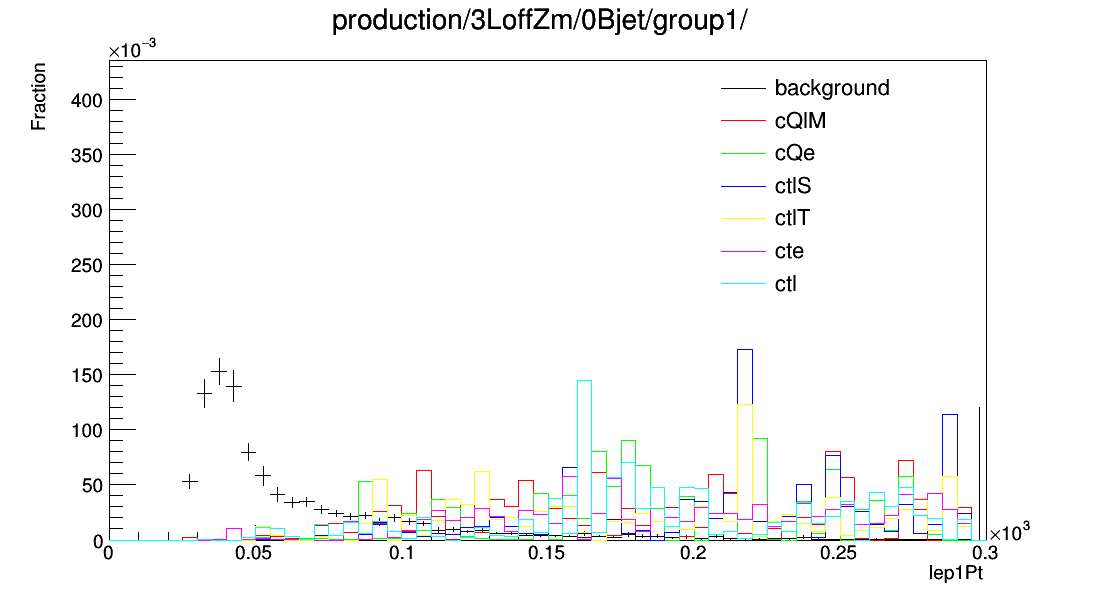 production/3LoffZm/0Bjet/group1/
×10⁻³
Fraction
400
350
300
250
200
150
100
50
0
background
cQlM
cQe
ctlS
ctlT
cte
ctl
0 0.05 0.1 0.15 0.2 0.25 0.3
×10³
lep1Pt